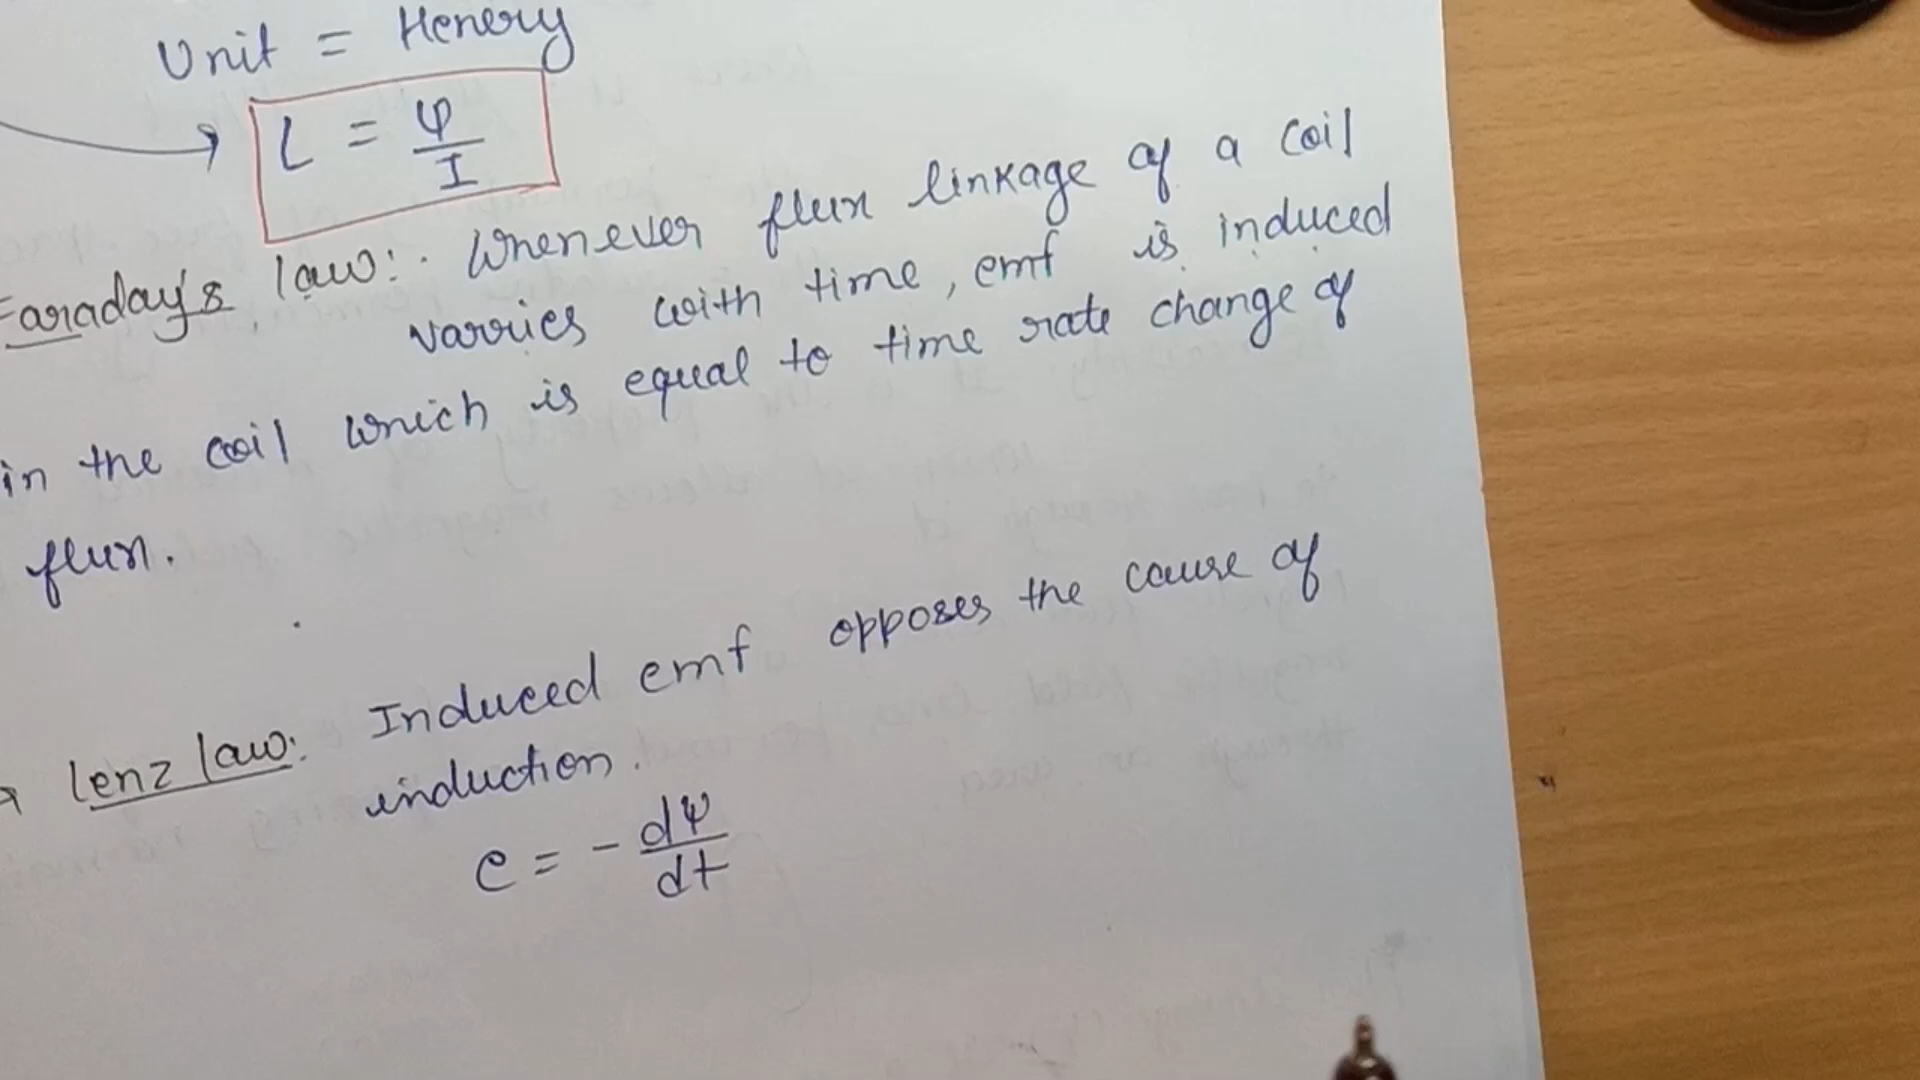 Unit = Henery
L = φ/I
Faraday's law:. Whenever flux linkage of a coil
varries with time, emf is induced
in the coil which is equal to time rate change of
flux.
lenz law: Induced emf opposes the cause of
induction.
e = - dΨ/dt